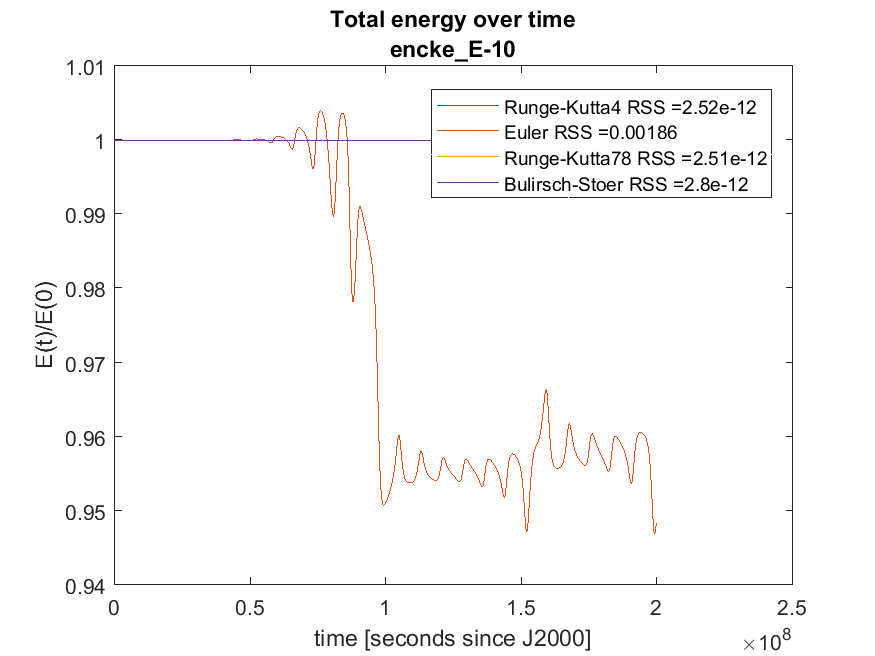 Total energy over time
encke_E-10
1.01
1
0.99
0.98
0.97
0.96
0.95
0.94
E(t)/E(0)
Runge-Kutta4 RSS =2.52e-12
Euler RSS =0.00186
Runge-Kutta78 RSS =2.51e-12
Bulirsch-Stoer RSS =2.8e-12
0 0.5 1 1.5 2 2.5
time [seconds since J2000]
×10⁸